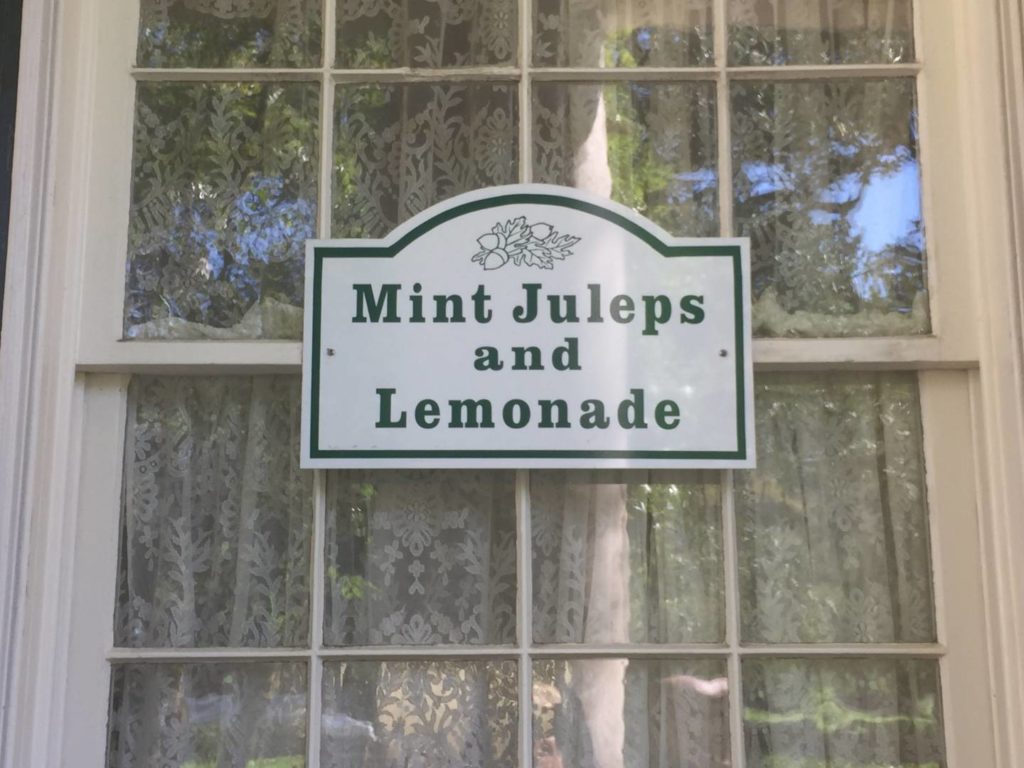 Mint Juleps
and
Lemonade